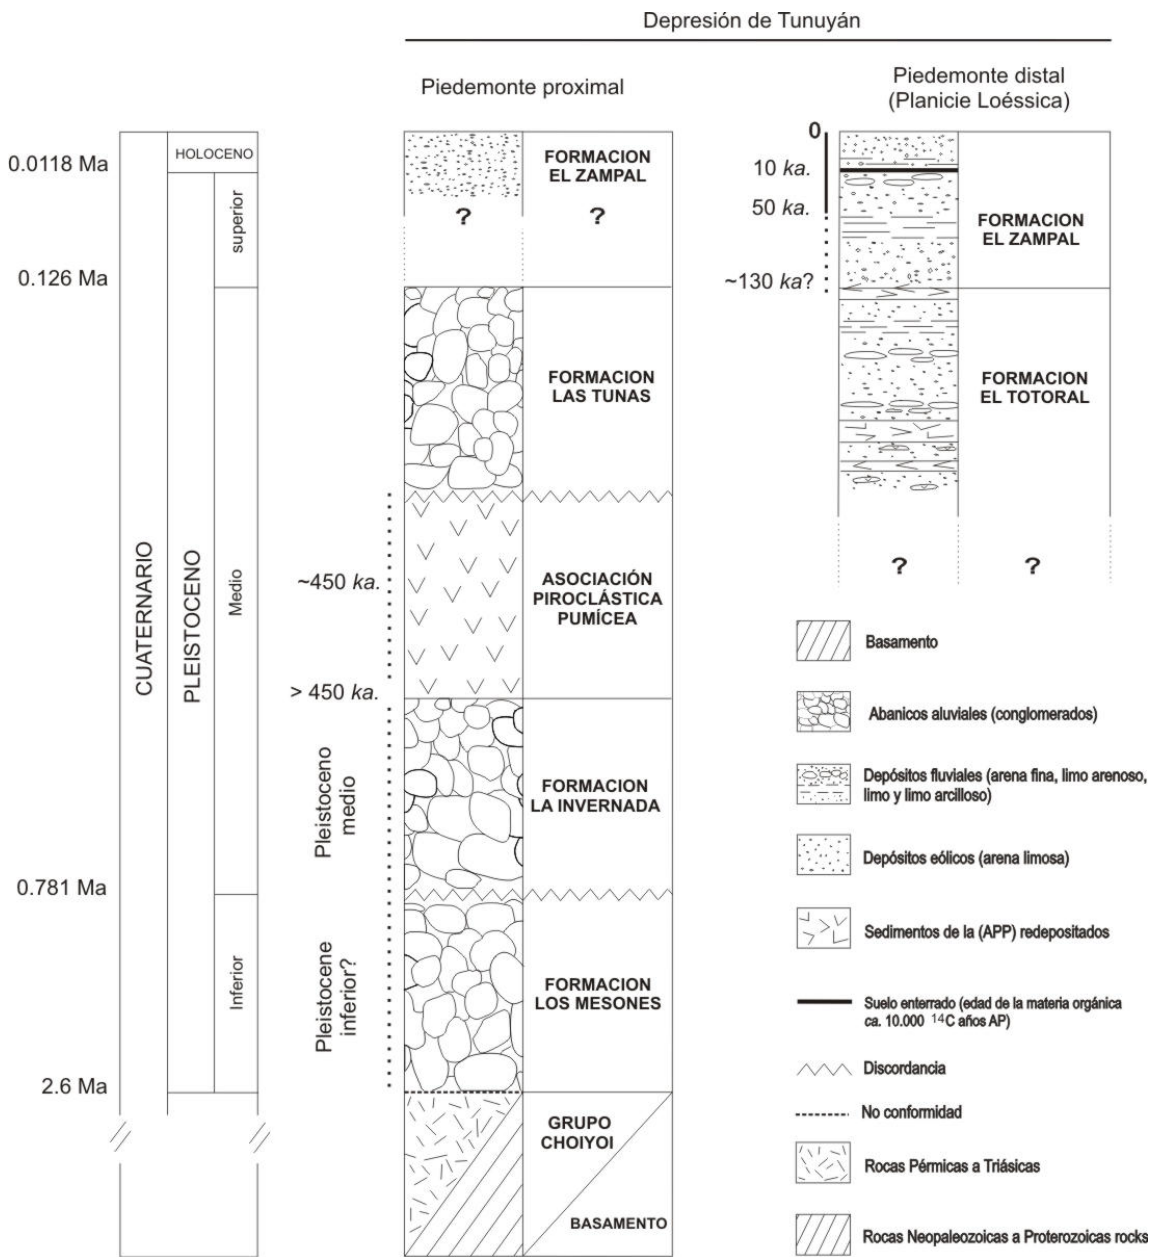 Depresión de Tunuyán
Piedemonte proximal
Piedemonte distal
(Planicie Loéssica)
CUATERNARIO
PLEISTOCENO
HOLOCENO
superior
Medio
Inferior
0.0118 Ma
0.126 Ma
0.781 Ma
2.6 Ma
~450 ka.
> 450 ka.
Pleistoceno
medio
Pleistocene
inferior?
FORMACION
EL ZAMPAL
?
?
FORMACION
LAS TUNAS
ASOCIACIÓN
PIROCLÁSTICA
PUMÍCEA
FORMACION
LA INVERNADA
FORMACION
LOS MESONES
GRUPO
CHOIYOI
BASAMENTO
0
10 ka.
50 ka.
~130 ka?
FORMACION
EL ZAMPAL
FORMACION
EL TOTORAL
?
?
Basamento
Abanicos aluviales (conglomerados)
Depósitos fluviales (arena fina, limo arenoso,
limo y limo arcilloso)
Depósitos eólicos (arena limosa)
Sedimentos de la (APP) redepositados
Suelo enterrado (edad de la materia orgánica
ca. 10.000 ¹⁴C años AP)
Discordancia
No conformidad
Rocas Pérmicas a Triásicas
Rocas Neopaleozoicas a Proterozoicas rocks